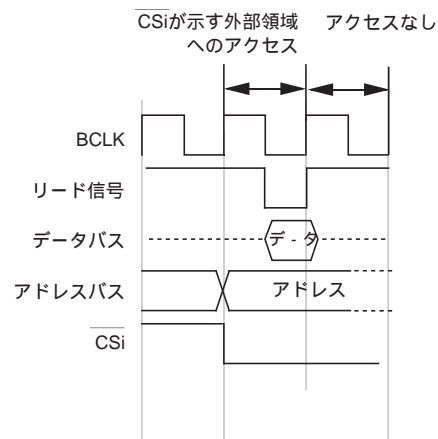 CSiが示す外部領域
へのアクセス
アクセスなし
BCLK
リード信号
データバス
デ - タ
アドレスバス
アドレス
CSi